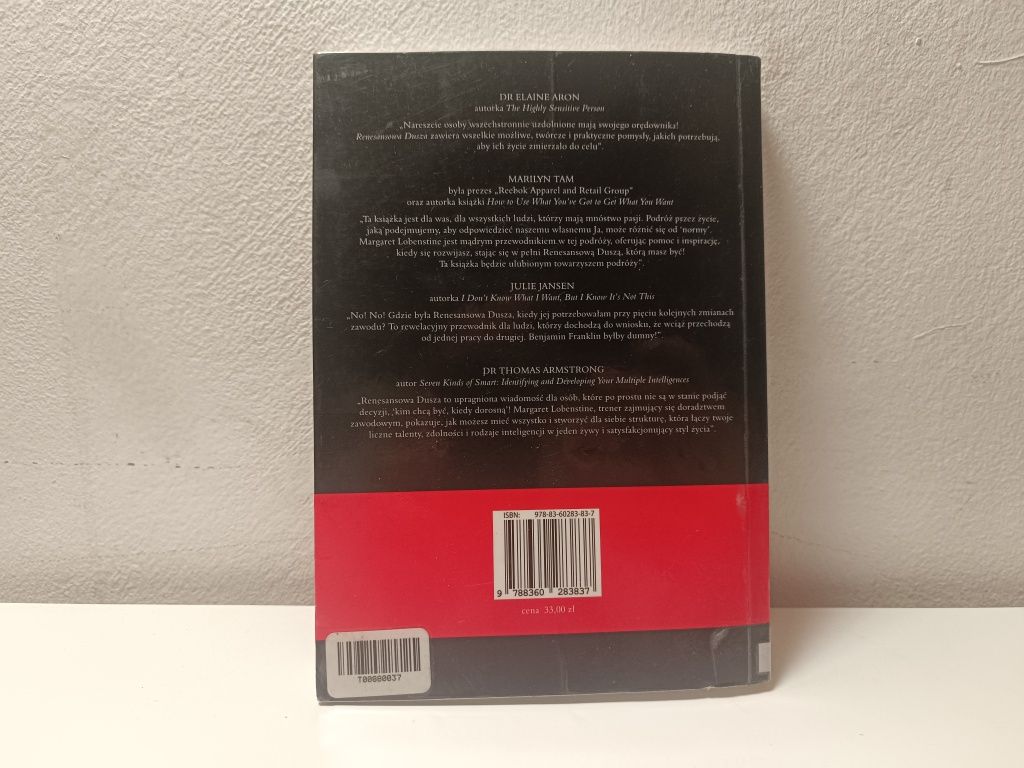 DR ELAINE ARON
autorka The Highly Sensitive Person
„Nareszcie osoby wszechstronnie uzdolnione mają swojego orędownika!
Renesansowa Dusza zawiera wszelkie możliwe, twórcze i praktyczne pomysły, jakich potrzebują,
aby ich życie zmierzało do celu".
MARILYN TAM
była prezes „Reebok Apparel and Retail Group"
oraz autorka książki How to Use What You've Got to Get What You Want
„Ta książka jest dla was, dla wszystkich ludzi, którzy mają mnóstwo pasji. Podróż przez życie,
jaką podejmujemy, aby odpowiedzieć naszemu własnemu Ja, może różnić się od 'normy'.
Margaret Lobenstine jest mądrym przewodnikiem w tej podróży, oferując pomoc i inspirację,
kiedy się rozwijasz, stając się w pełni Renesansową Duszą, którą masz być!
Ta książka będzie ulubionym towarzyszem podróży".
JULIE JANSEN
autorka I Don't Know What I Want, But I Know It's Not This
„No! No! Gdzie była Renesansowa Dusza, kiedy jej potrzebowałam przy pięciu kolejnych zmianach
zawodu? To rewelacyjny przewodnik dla ludzi, którzy dochodzą do wniosku, że wciąż przechodzą
od jednej pracy do drugiej. Benjamin Franklin byłby dumny!".
DR THOMAS ARMSTRONG
autor Seven Kinds of Smart: Identifying and Developing Your Multiple Intelligences
„Renesansowa Dusza to upragniona wiadomość dla osób, które po prostu nie są w stanie podjąć
decyzji, 'kim chcą być, kiedy dorosną'! Margaret Lobenstine, trener zajmujący się doradztwem
zawodowym, pokazuje, jak możesz mieć wszystko i stworzyć dla siebie strukturę, która łączy twoje
liczne talenty, zdolności i rodzaje inteligencji w jeden żywy i satysfakcjonujący styl życia".
ISBN: 978-83-60283-83-7
9 788360 283837
cena 33,00 zł
T00080037